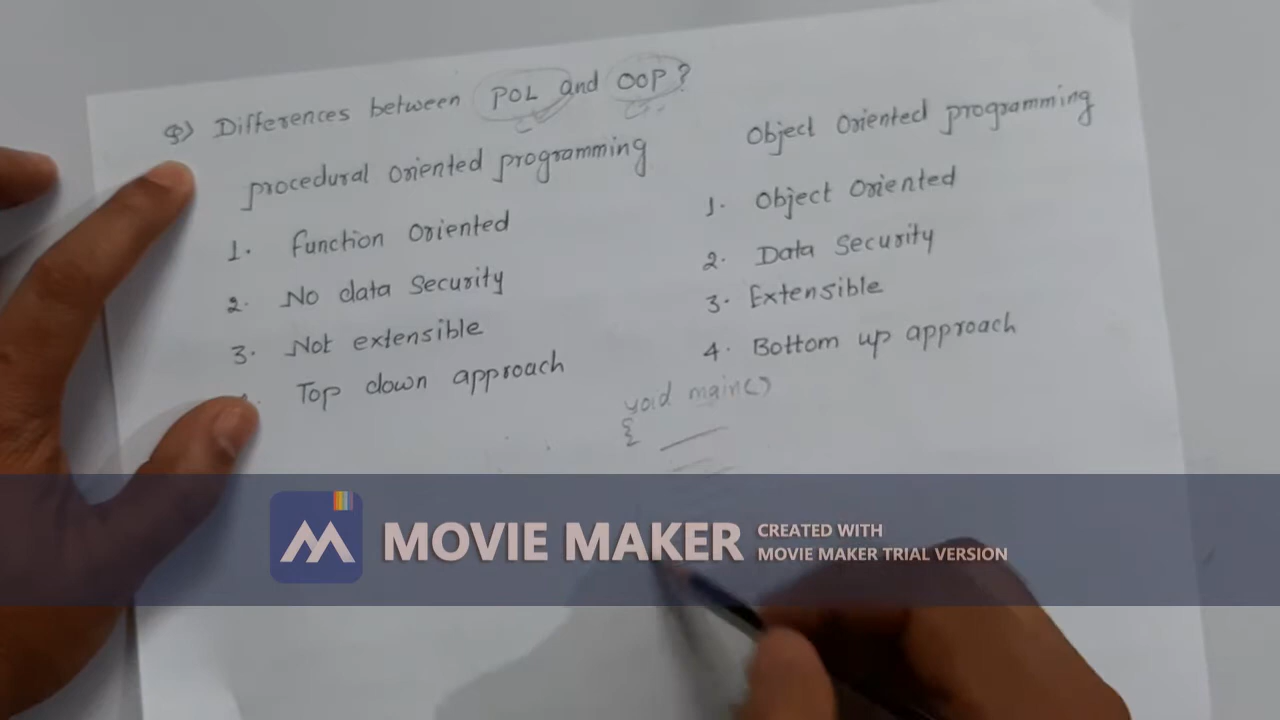 Q) Differences between POL and OOP?
procedural oriented programming
1. function oriented
2. No data security
3. Not extensible
Top down approach
Object oriented programming
1. Object oriented
2. Data security
3. Extensible
4. Bottom up approach
void main()
{
MOVIE MAKER
CREATED WITH
MOVIE MAKER TRIAL VERSION